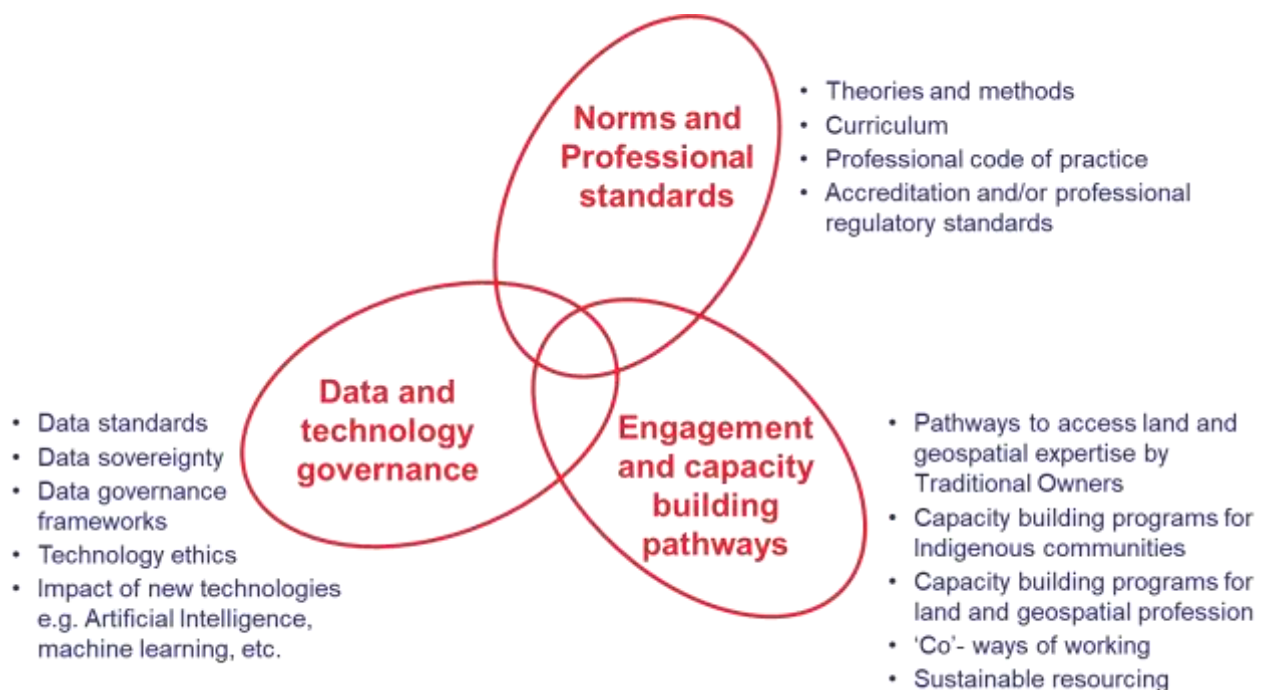 Norms and
Professional
standards
• Theories and methods
• Curriculum
• Professional code of practice
• Accreditation and/or professional
regulatory standards
Data and
technology
governance
• Data standards
• Data sovereignty
• Data governance
frameworks
• Technology ethics
• Impact of new technologies
e.g. Artificial Intelligence,
machine learning, etc.
Engagement
and capacity
building
pathways
• Pathways to access land and
geospatial expertise by
Traditional Owners
• Capacity building programs for
Indigenous communities
• Capacity building programs for
land and geospatial profession
• ‘Co’- ways of working
• Sustainable resourcing